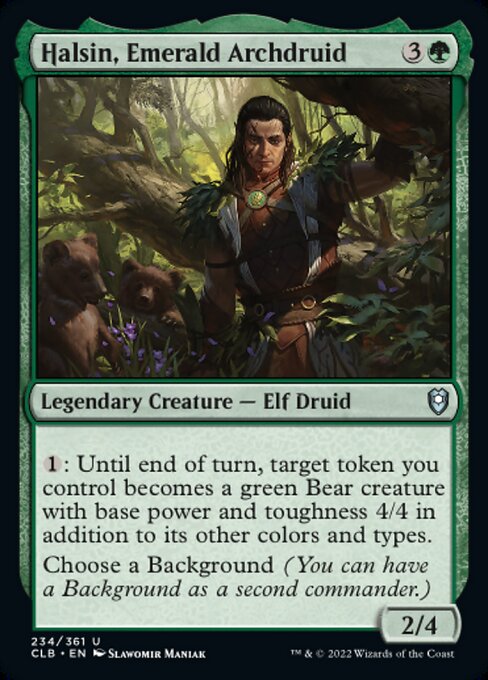 Halsin, Emerald Archdruid 3
Legendary Creature — Elf Druid
1: Until end of turn, target token you
control becomes a green Bear creature
with base power and toughness 4/4 in
addition to its other colors and types.
Choose a Background (You can have
a Background as a second commander.)
2/4
234/361 U
CLB • EN Slawomir Maniak
™ & © 2022 Wizards of the Coast